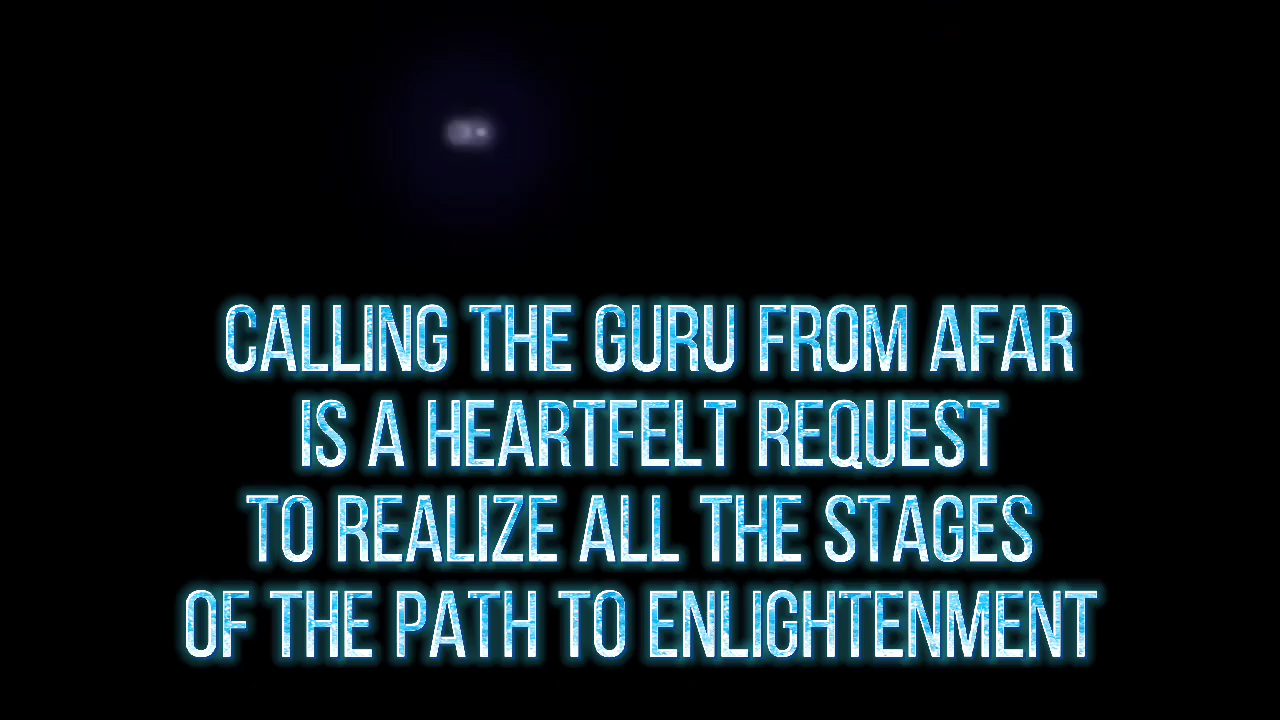 CALLING THE GURU FROM AFAR
IS A HEARTFELT REQUEST
TO REALIZE ALL THE STAGES
OF THE PATH TO ENLIGHTENMENT